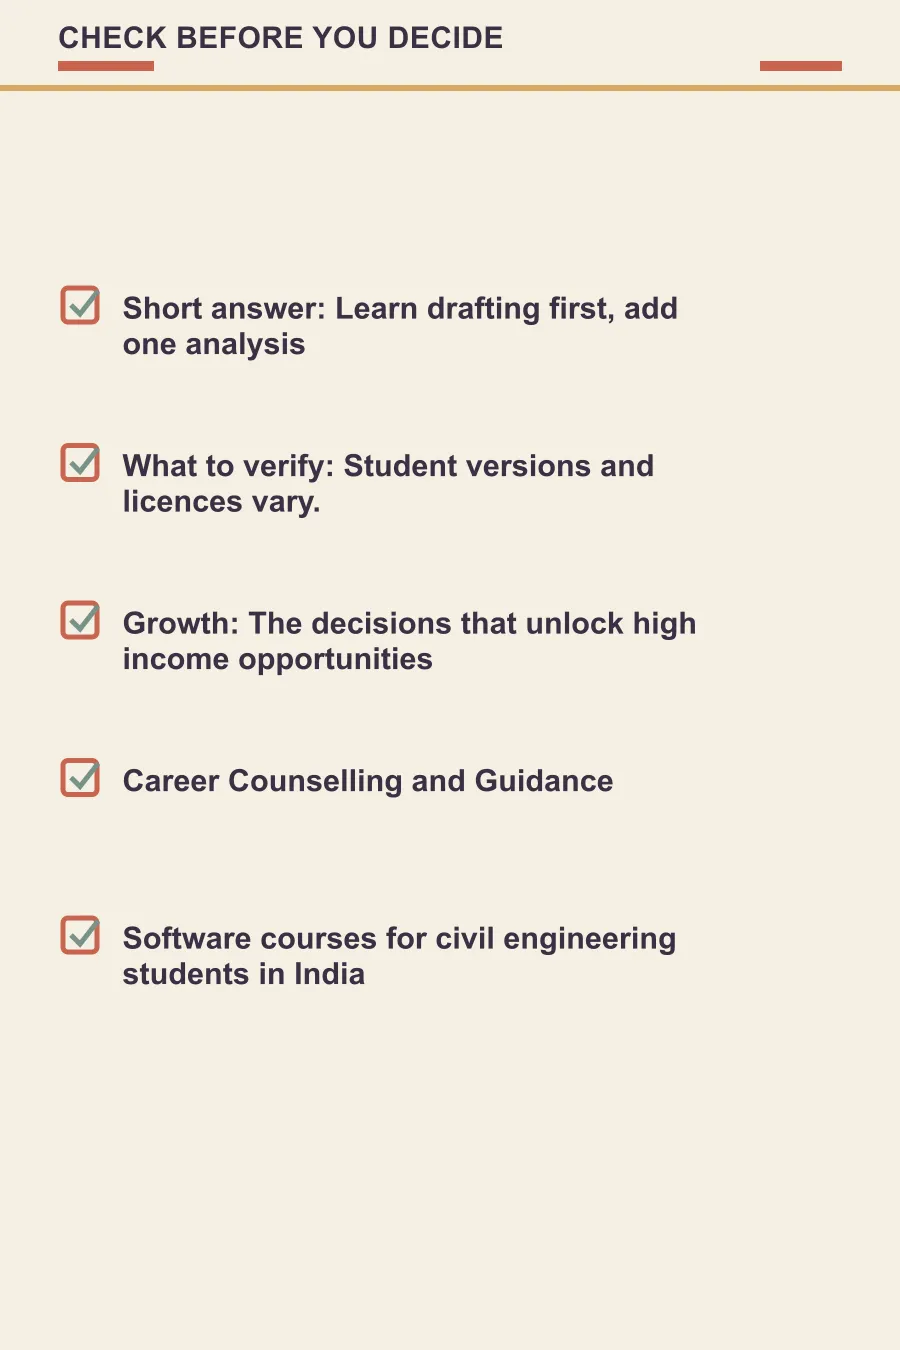 CHECK BEFORE YOU DECIDE
Short answer: Learn drafting first, add
one analysis
What to verify: Student versions and
licences vary.
Growth: The decisions that unlock high
income opportunities
Career Counselling and Guidance
Software courses for civil engineering
students in India